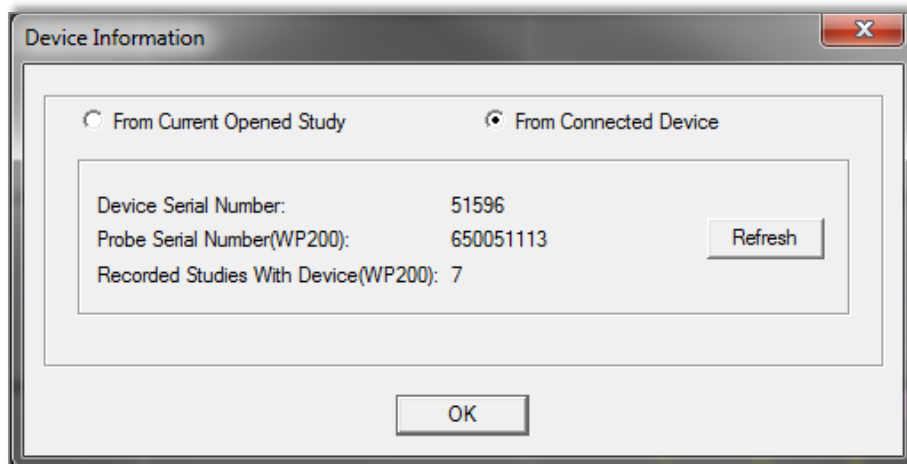 Device Information
From Current Opened Study From Connected Device
Device Serial Number: 51596
Probe Serial Number(WP200): 650051113
Refresh
Recorded Studies With Device(WP200): 7
OK